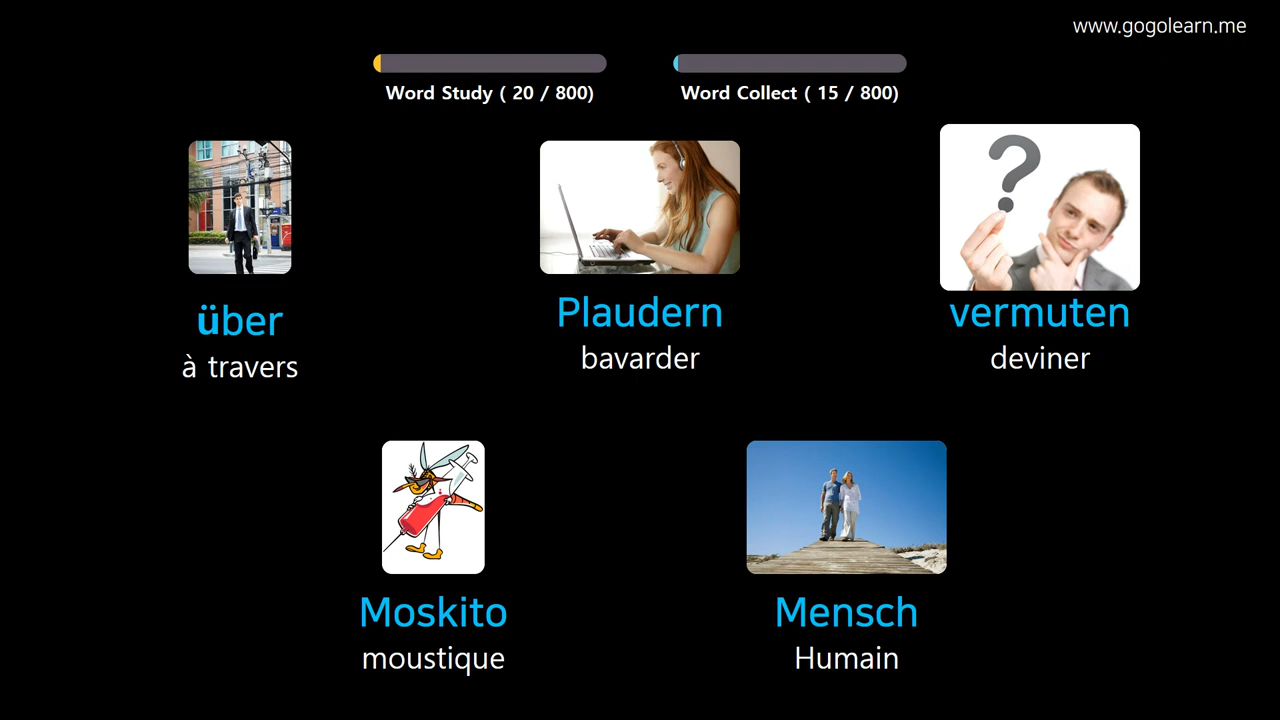 www.gogolearn.me
Word Study ( 20 / 800)
Word Collect ( 15 / 800)
über
à travers
Plaudern
bavarder
vermuten
deviner
Moskito
moustique
Mensch
Humain